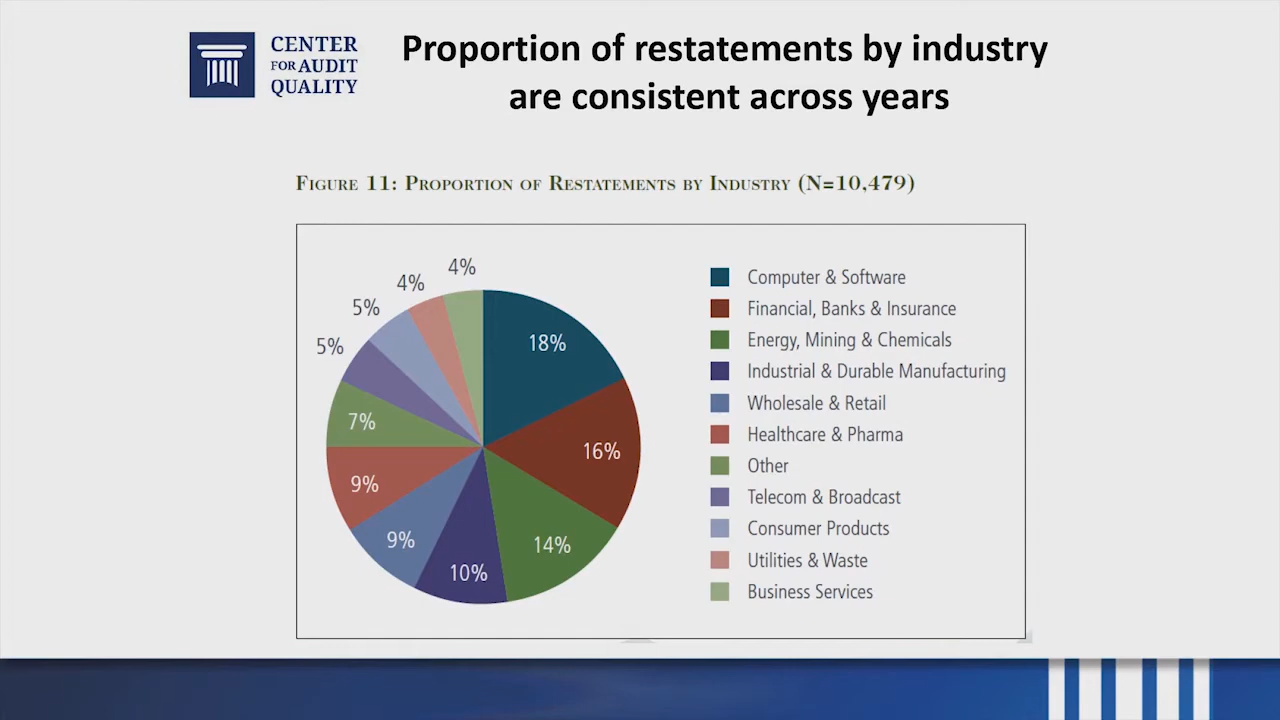 CENTER
FOR AUDIT
QUALITY
Proportion of restatements by industry
are consistent across years
Figure 11: Proportion of Restatements by Industry (N=10,479)
4%
4%
5%
5%
18%
7%
16%
9%
9%
14%
10%
Computer & Software
Financial, Banks & Insurance
Energy, Mining & Chemicals
Industrial & Durable Manufacturing
Wholesale & Retail
Healthcare & Pharma
Other
Telecom & Broadcast
Consumer Products
Utilities & Waste
Business Services